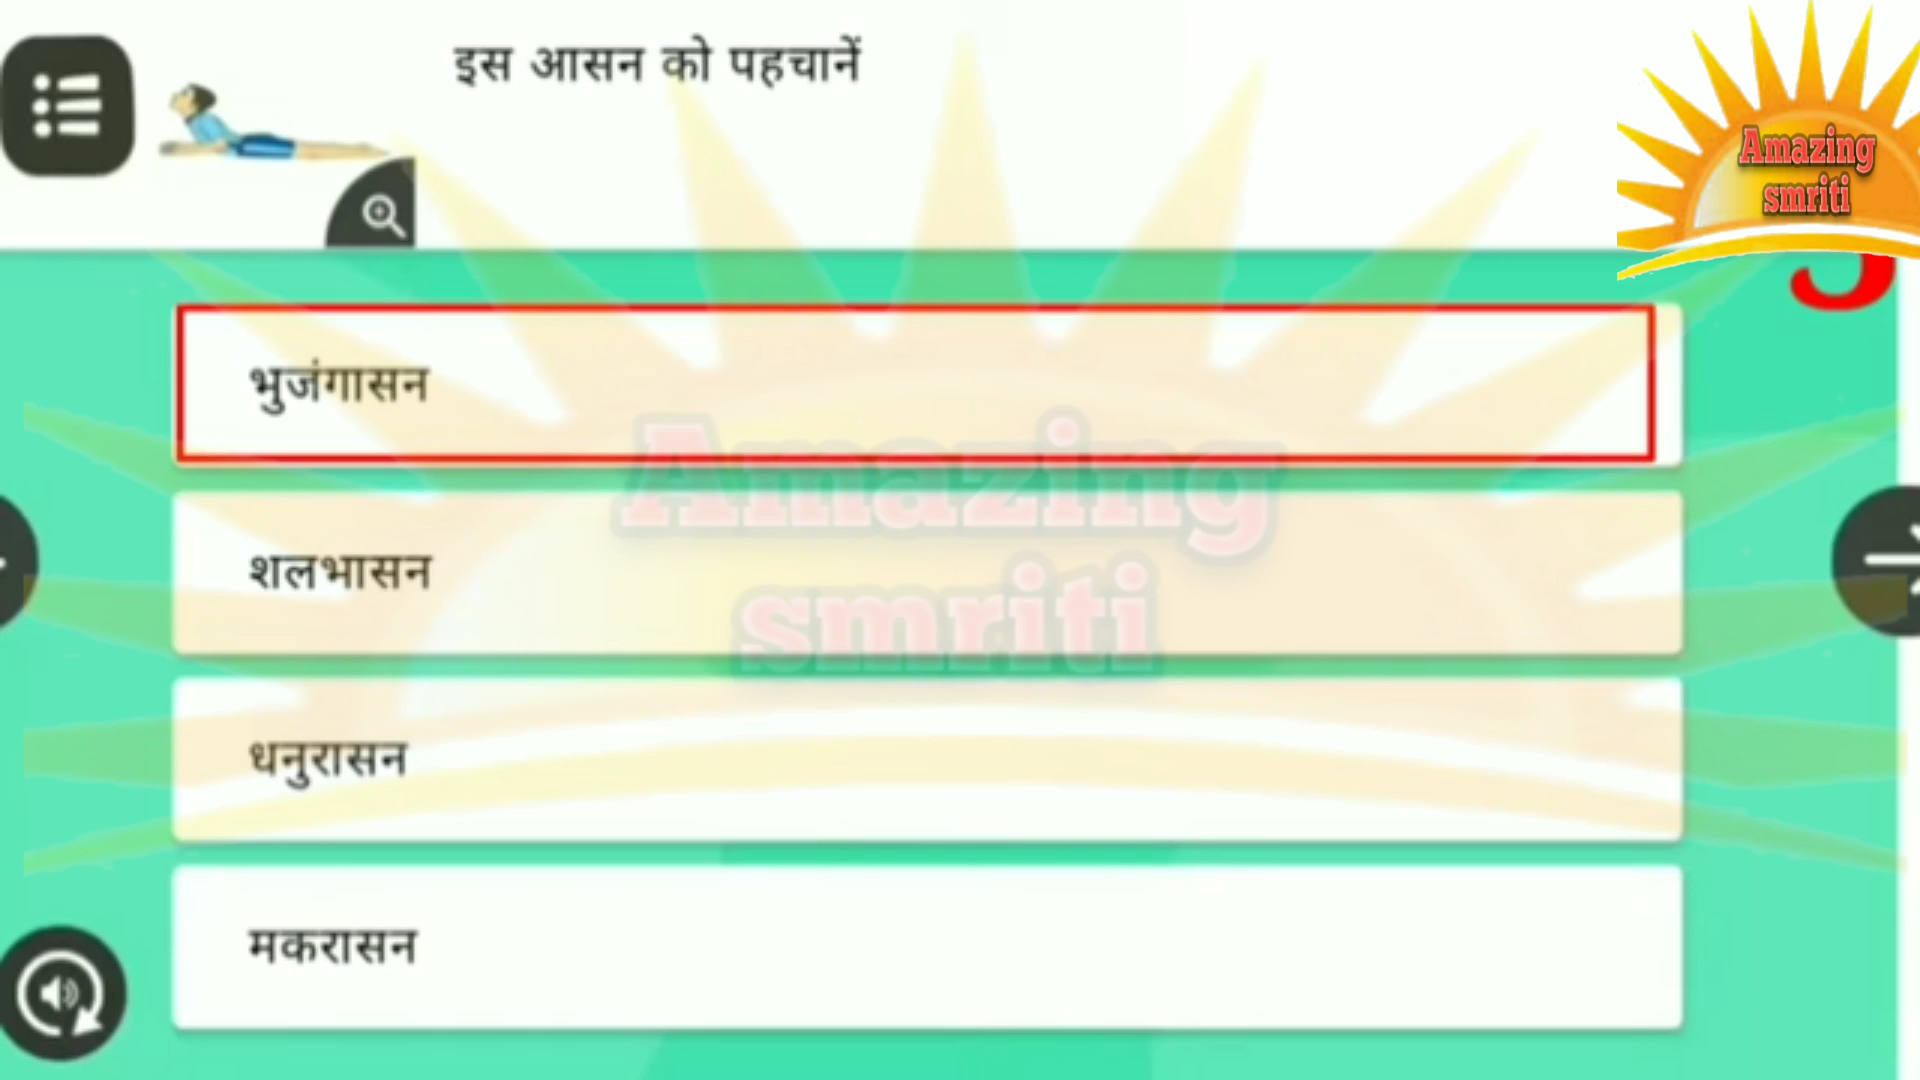 इस आसन को पहचानें
Amazing
smriti
भुजंगासन
Amazing
शलभासन
smriti
धनुरासन
मकरासन